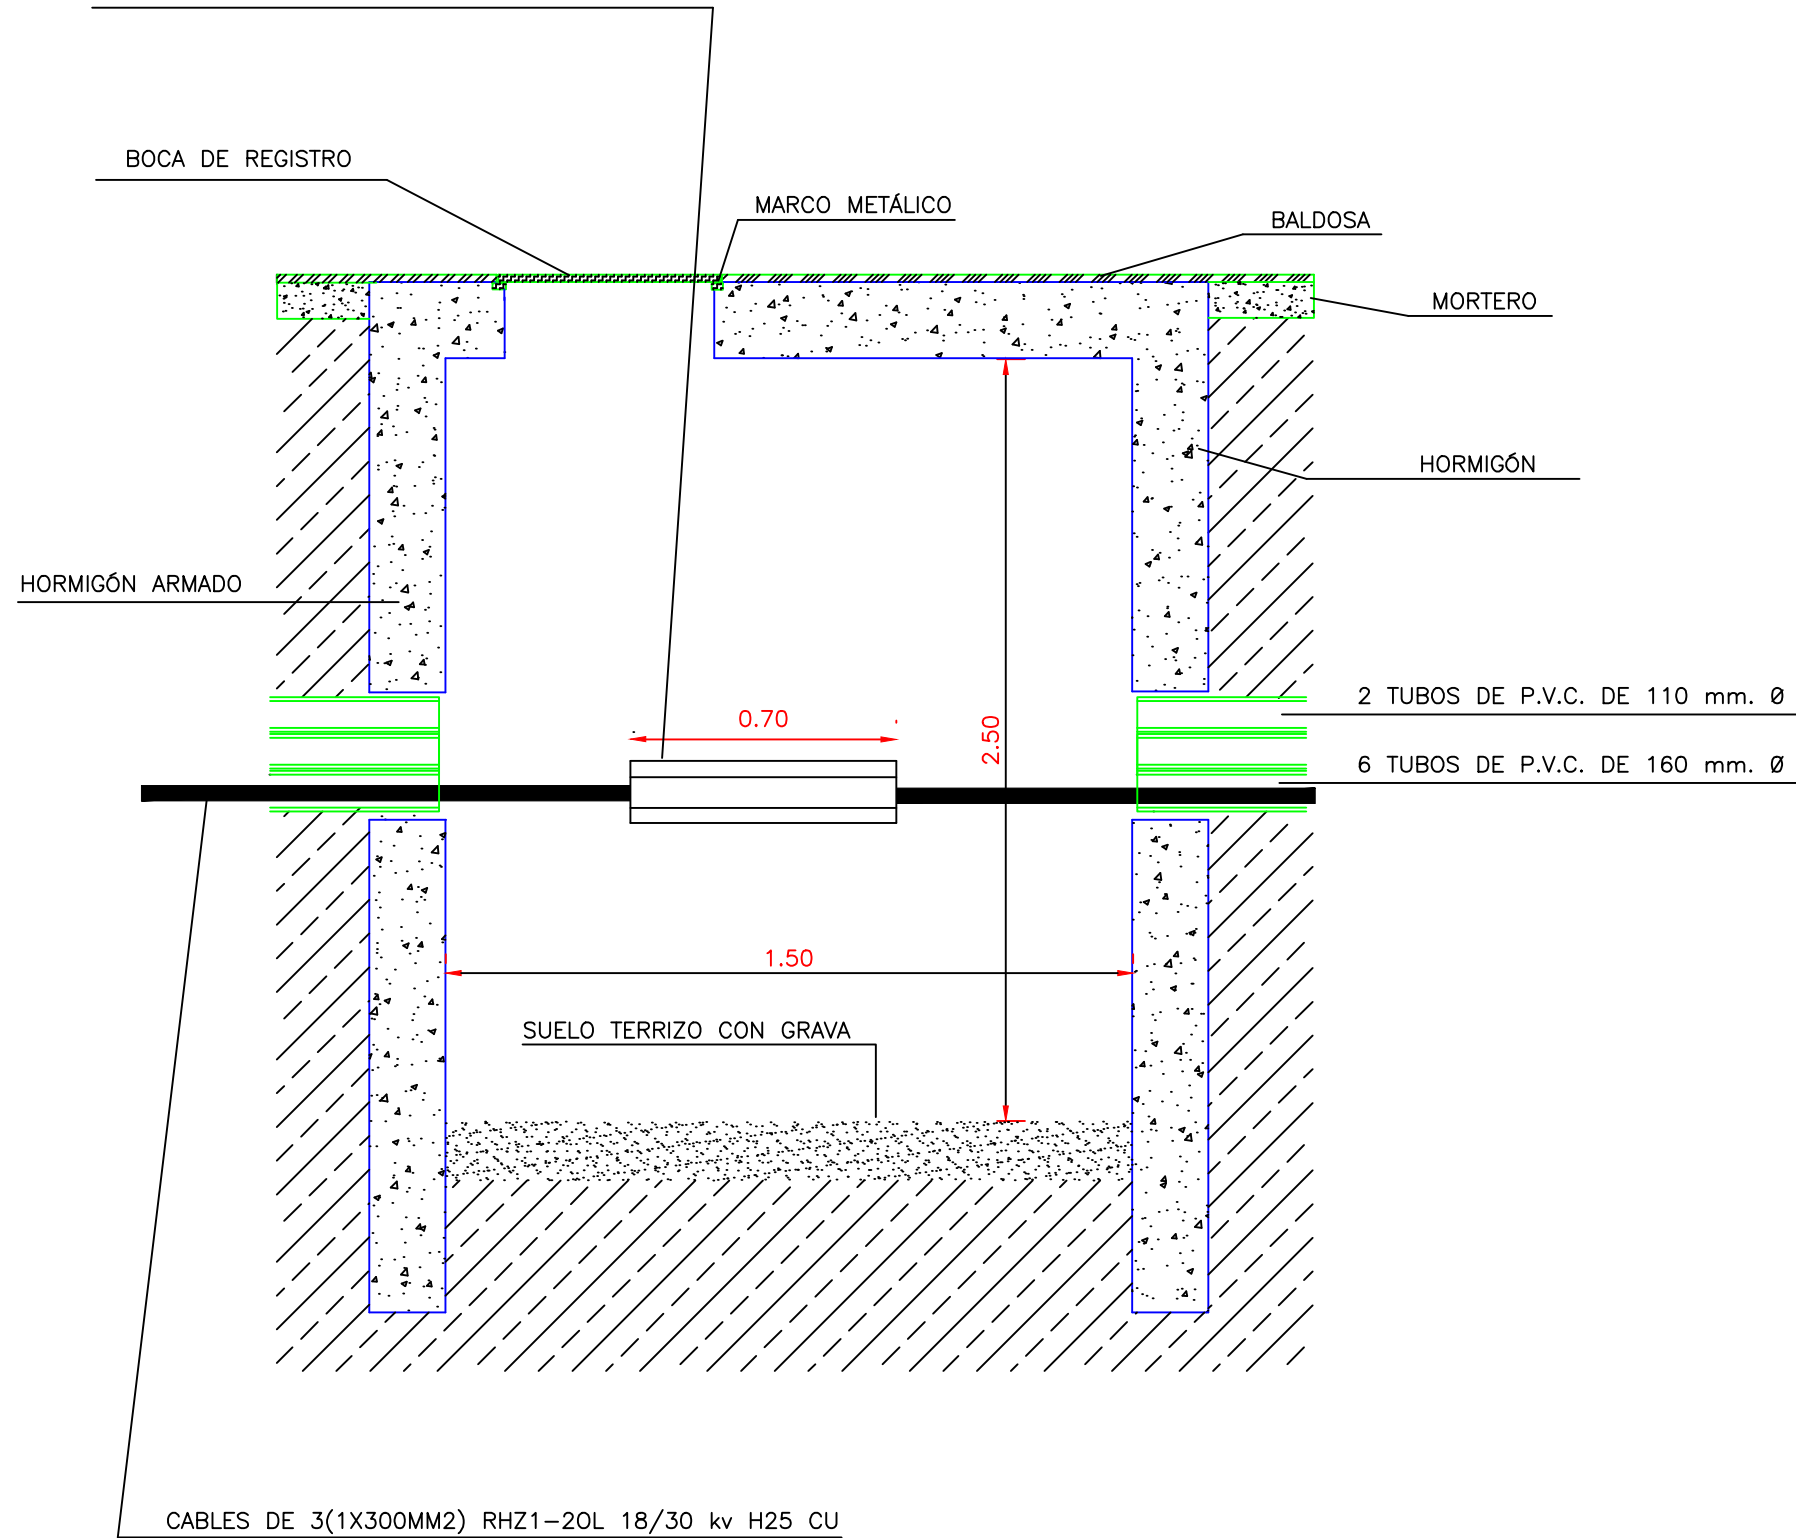 BOCA DE REGISTRO
MARCO METÁLICO
BALDOSA
MORTERO
HORMIGÓN
HORMIGÓN ARMADO
2 TUBOS DE P.V.C. DE 110 mm. Ø
0.70
2.50
6 TUBOS DE P.V.C. DE 160 mm. Ø
1.50
SUELO TERRIZO CON GRAVA
CABLES DE 3(1X300MM2) RHZ1-2OL 18/30 kv H25 CU